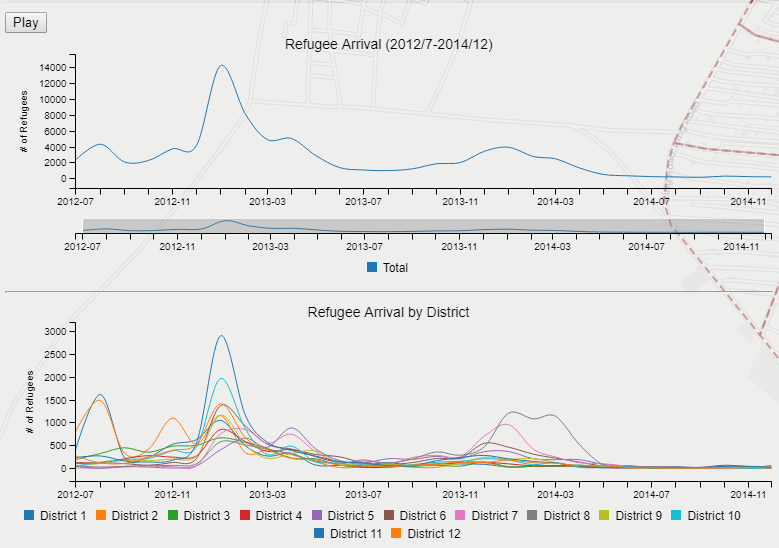 Play
Refugee Arrival (2012/7-2014/12)
# of Refugees
14000
12000
10000
8000
6000
4000
2000
0
2012-07 2012-11 2013-03 2013-07 2013-11 2014-03 2014-07 2014-11
2012-07 2012-11 2013-03 2013-07 2013-11 2014-03 2014-07 2014-11
Total
Refugee Arrival by District
# of Refugees
3000
2500
2000
1500
1000
500
0
2012-07 2012-11 2013-03 2013-07 2013-11 2014-03 2014-07 2014-11
District 1 District 2 District 3 District 4 District 5 District 6 District 7 District 8 District 9 District 10
District 11 District 12